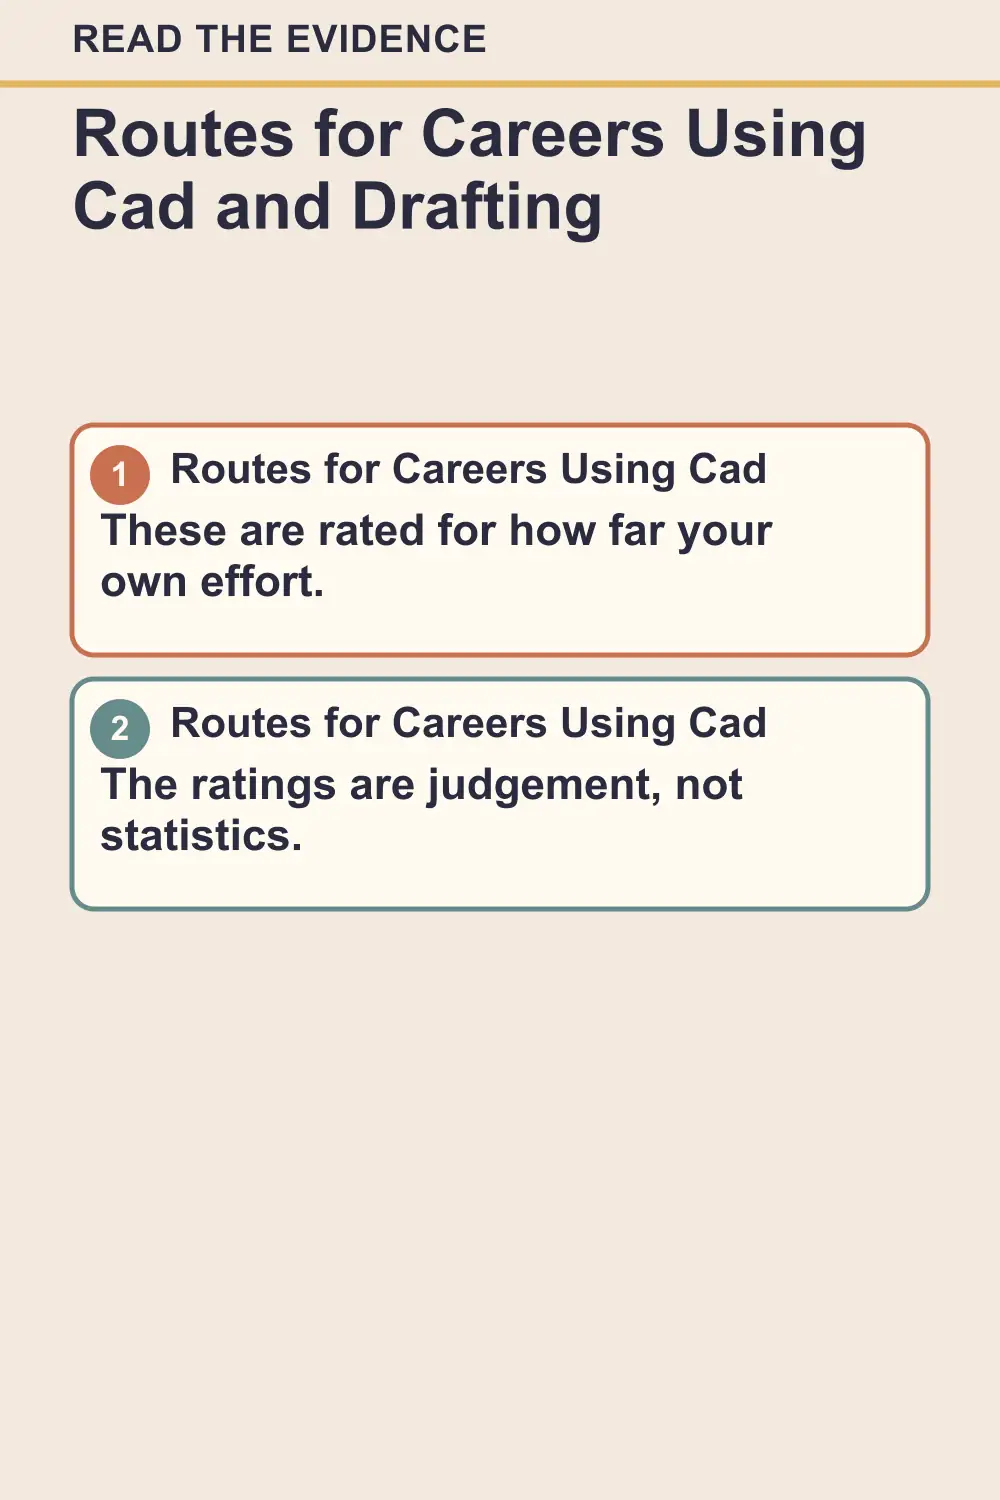 READ THE EVIDENCE
Routes for Careers Using
Cad and Drafting
1 Routes for Careers Using Cad
These are rated for how far your
own effort.
2 Routes for Careers Using Cad
The ratings are judgement, not
statistics.